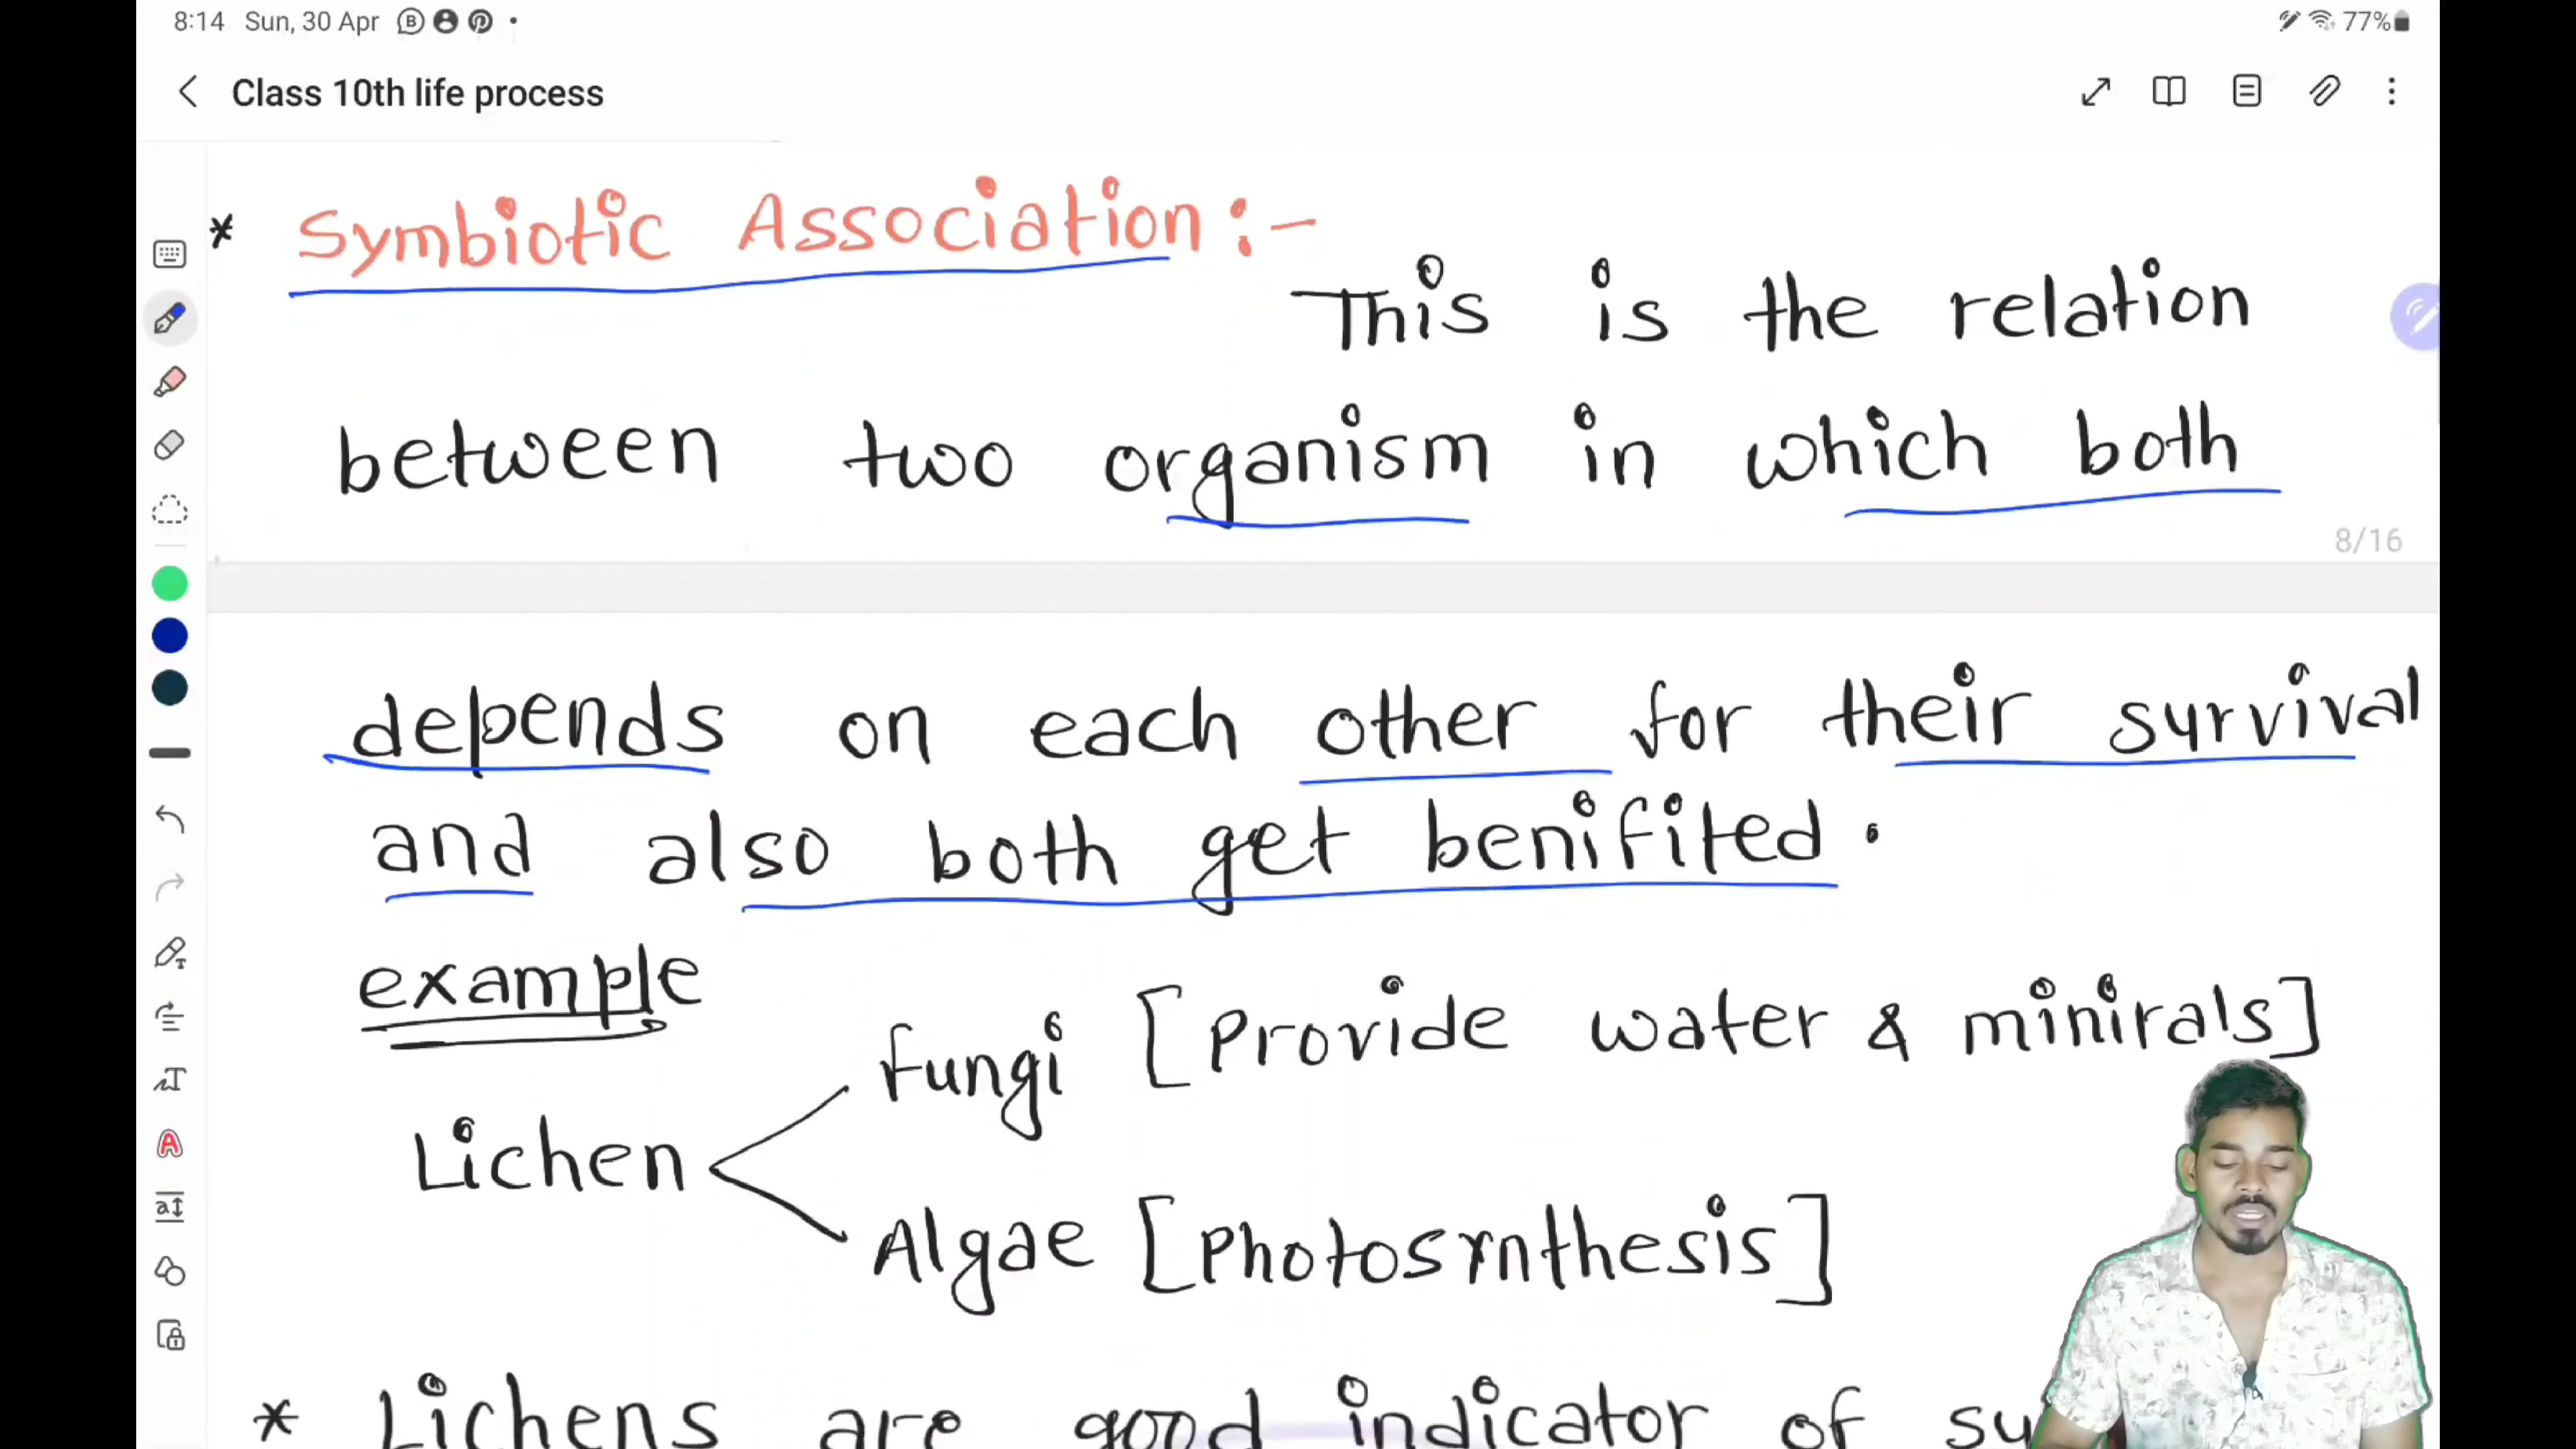 8:14 Sun, 30 Apr
77%
Class 10th life process
* Symbiotic Association :-
This is the relation
between two organism in which both
8/16
depends on each other for their survival
and also both get benifited .
example
Fungi [Provide water & minirals]
Lichen
Algae [Photosynthesis]
* Lichens are good indicator of